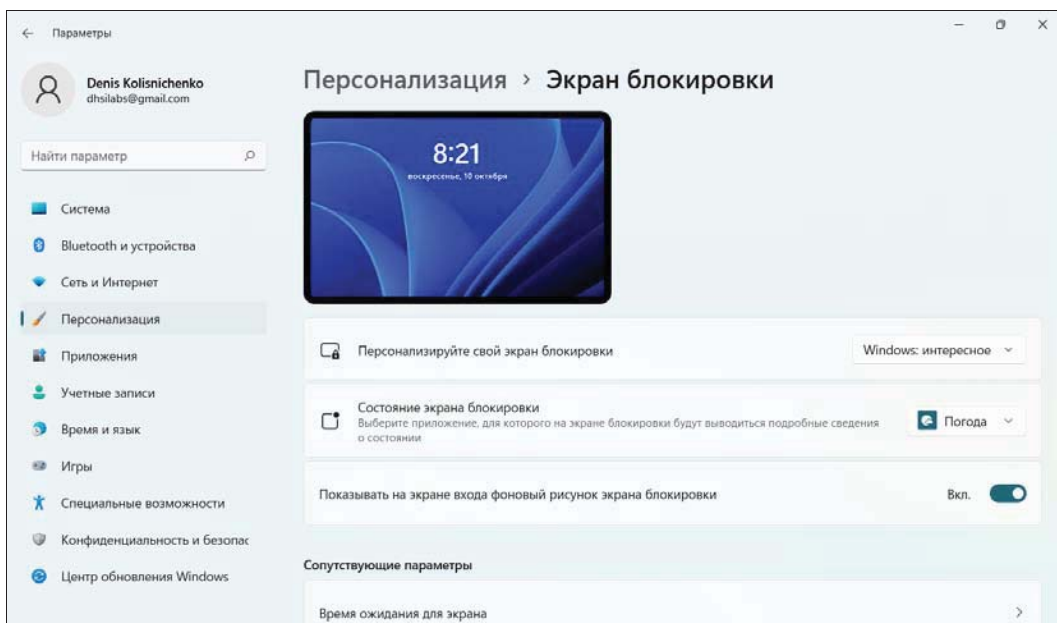 Параметры
Denis Kolisnichenko
dhsilabs@gmail.com
Найти параметр
Система
Bluetooth и устройства
Сеть и Интернет
Персонализация
Приложения
Учетные записи
Время и язык
Игры
Специальные возможности
Конфиденциальность и безопас
Центр обновления Windows
Персонализация > Экран блокировки
8:21
воскресенье, 10 октября
Персонализируйте свой экран блокировки
Windows: интересное
Состояние экрана блокировки
Выберите приложение, для которого на экране блокировки будут выводиться подробные сведения
о состоянии
Погода
Показывать на экране входа фоновый рисунок экрана блокировки
Вкл.
Сопутствующие параметры
Время ожидания для экрана